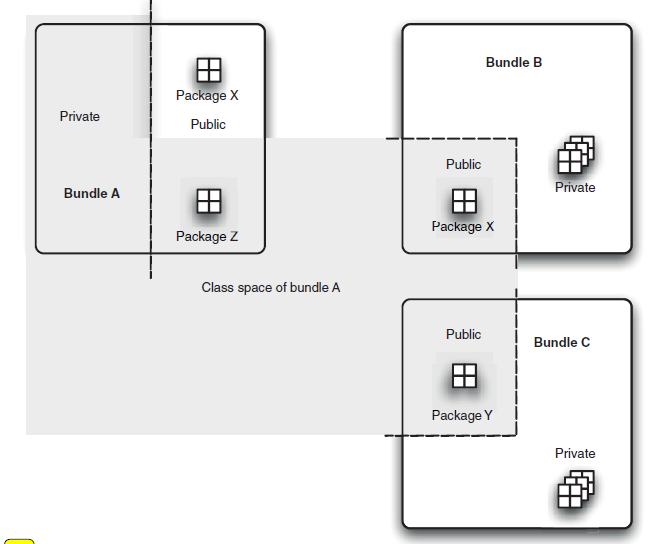 Package X
Private
Public
Bundle A
Package Z
Class space of bundle A
Bundle B
Public
Private
Package X
Public
Bundle C
Package Y
Private